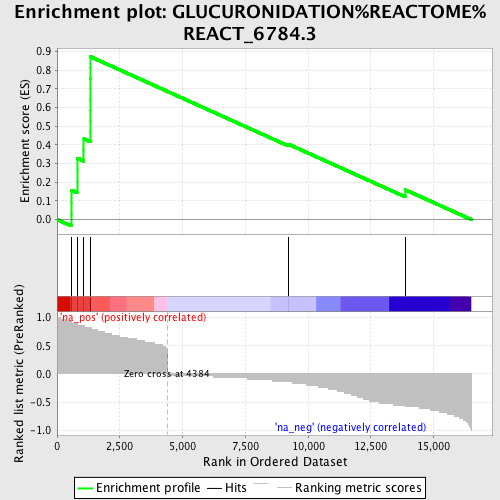 Enrichment plot: GLUCURONIDATION%REACTOME%
REACT_6784.3
Enrichment score (ES)
0.9
0.8
0.7
0.6
0.5
0.4
0.3
0.2
0.1
0.0
Ranked list metric (PreRanked)
1.0
0.5
0.0
-0.5
-1.0
'na_pos' (positively correlated)
Zero cross at 4384
'na_neg' (negatively correlated)
0 2,500 5,000 7,500 10,000 12,500 15,000
Rank in Ordered Dataset
Enrichment profile Hits Ranking metric scores